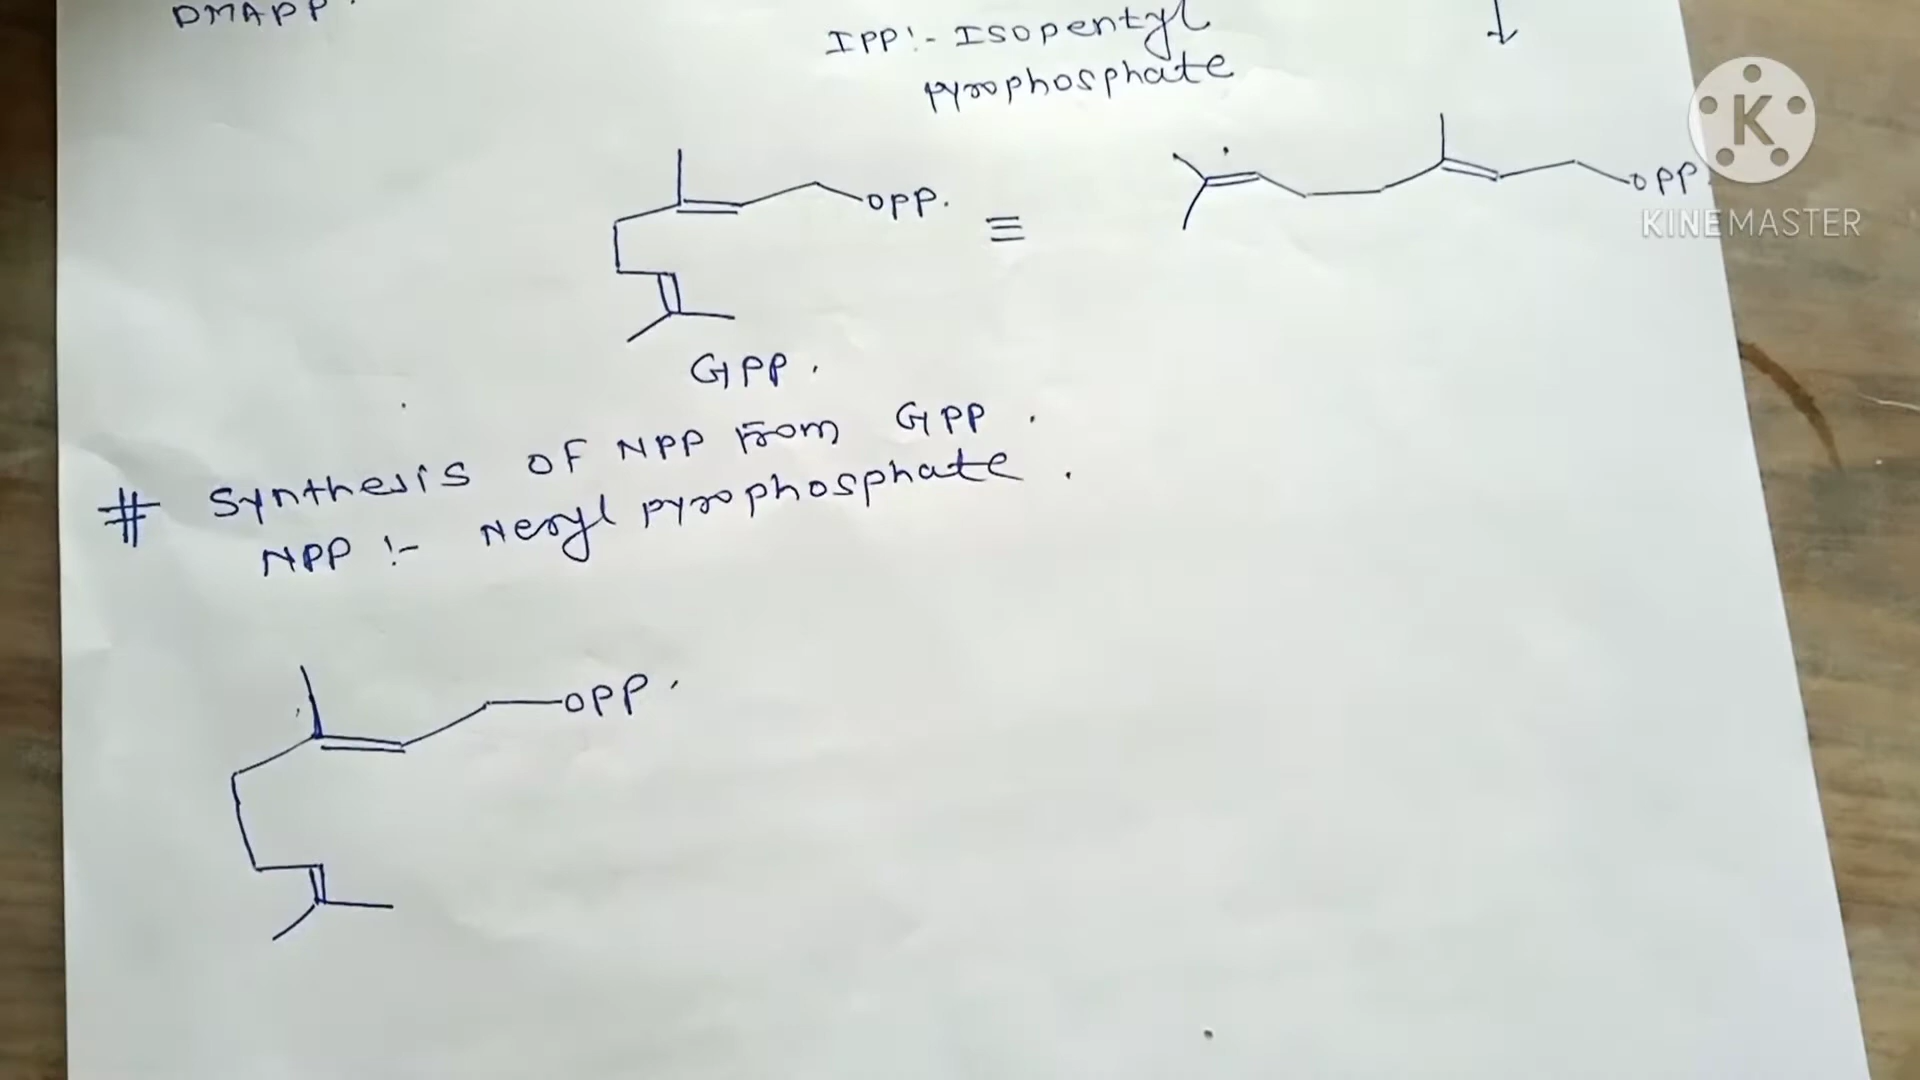 DMAPP.
IPP:- Isopentyl
pyrophosphate
OPP.
≡
OPP.
K
KINEMASTER
GPP.
# Synthesis OF NPP From GPP.
NPP :- Neryl pyrophosphate.
OPP.